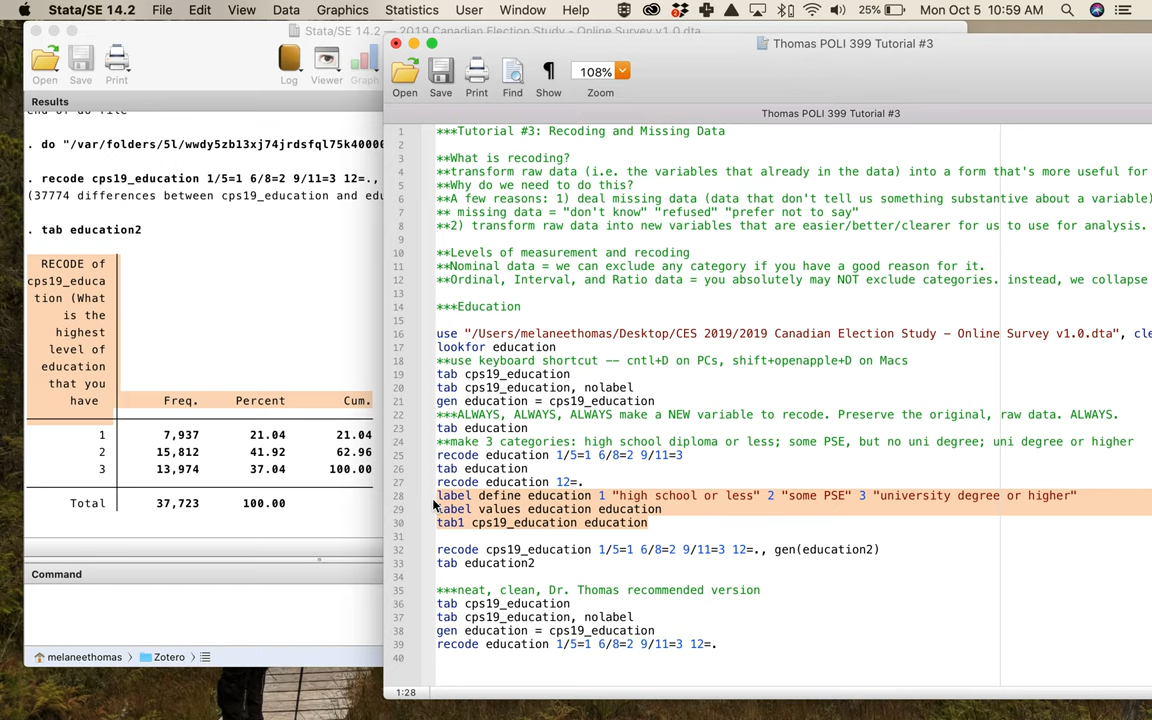 Stata/SE 14.2 File Edit View Data Graphics Statistics User Window Help 25% Mon Oct 5 10:59 AM
Stata/SE 14.2 — 2019 Canadian Election Study - Online Survey v1.0.dta
Open Save Print Log Viewer Graph
Results
end of do-file
. do "/var/folders/5l/wwdy5zb13xj74jrdsfql75k40000
. recode cps19_education 1/5=1 6/8=2 9/11=3 12=.,
(37774 differences between cps19_education and edu
. tab education2
RECODE of
cps19_educa
tion (What
is the
highest
level of
education
that you
have Freq. Percent Cum.
1 7,937 21.04 21.04
2 15,812 41.92 62.96
3 13,974 37.04 100.00
Total 37,723 100.00
Command
melaneethomas Zotero
Thomas POLI 399 Tutorial #3
108%
Open Save Print Find Show Zoom
Thomas POLI 399 Tutorial #3
1 ***Tutorial #3: Recoding and Missing Data
2
3 **What is recoding?
4 **transform raw data (i.e. the variables that already in the data) into a form that's more useful for
5 **Why do we need to do this?
6 **A few reasons: 1) deal missing data (data that don't tell us something substantive about a variable)
7 ** missing data = "don't know" "refused" "prefer not to say"
8 **2) transform raw data into new variables that are easier/better/clearer for us to use for analysis.
9
10 **Levels of measurement and recoding
11 **Nominal data = we can exclude any category if you have a good reason for it.
12 **Ordinal, Interval, and Ratio data = you absolutely may NOT exclude categories. instead, we collapse
13
14 ***Education
15
16 use "/Users/melaneethomas/Desktop/CES 2019/2019 Canadian Election Study - Online Survey v1.0.dta", cle
17 lookfor education
18 **use keyboard shortcut -- cntl+D on PCs, shift+openapple+D on Macs
19 tab cps19_education
20 tab cps19_education, nolabel
21 gen education = cps19_education
22 ***ALWAYS, ALWAYS, ALWAYS make a NEW variable to recode. Preserve the original, raw data. ALWAYS.
23 tab education
24 **make 3 categories: high school diploma or less; some PSE, but no uni degree; uni degree or higher
25 recode education 1/5=1 6/8=2 9/11=3
26 tab education
27 recode education 12=.
28 label define education 1 "high school or less" 2 "some PSE" 3 "university degree or higher"
29 label values education education
30 tab1 cps19_education education
31
32 recode cps19_education 1/5=1 6/8=2 9/11=3 12=., gen(education2)
33 tab education2
34
35 ***neat, clean, Dr. Thomas recommended version
36 tab cps19_education
37 tab cps19_education, nolabel
38 gen education = cps19_education
39 recode education 1/5=1 6/8=2 9/11=3 12=.
40
1:28